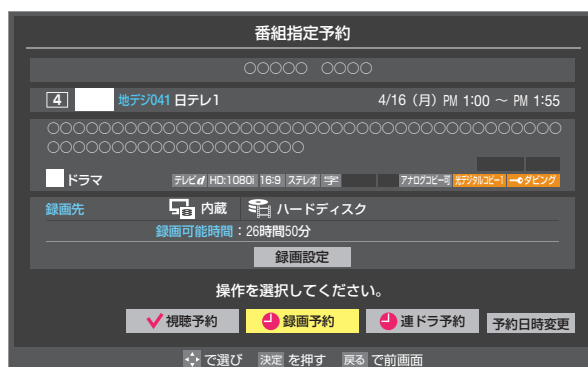 番組指定予約
○○○○○ ○○○○
4 地デジ041 日テレ1 4/16（月）PM 1:00 ～ PM 1:55
○○○○○○○○○○○○○○○○○○○○○○○○○○○○○○○○
○○○○○○○○○○○○○○○○
ドラマ テレビd HD:1080i 16:9 ステレオ 字 アナログコピー可 光デジタルコピー1 ダビング
録画先 内蔵 ハードディスク
録画可能時間：26時間50分
録画設定
操作を選択してください。
視聴予約 録画予約 連ドラ予約 予約日時変更
で選び 決定 を押す 戻る で前画面